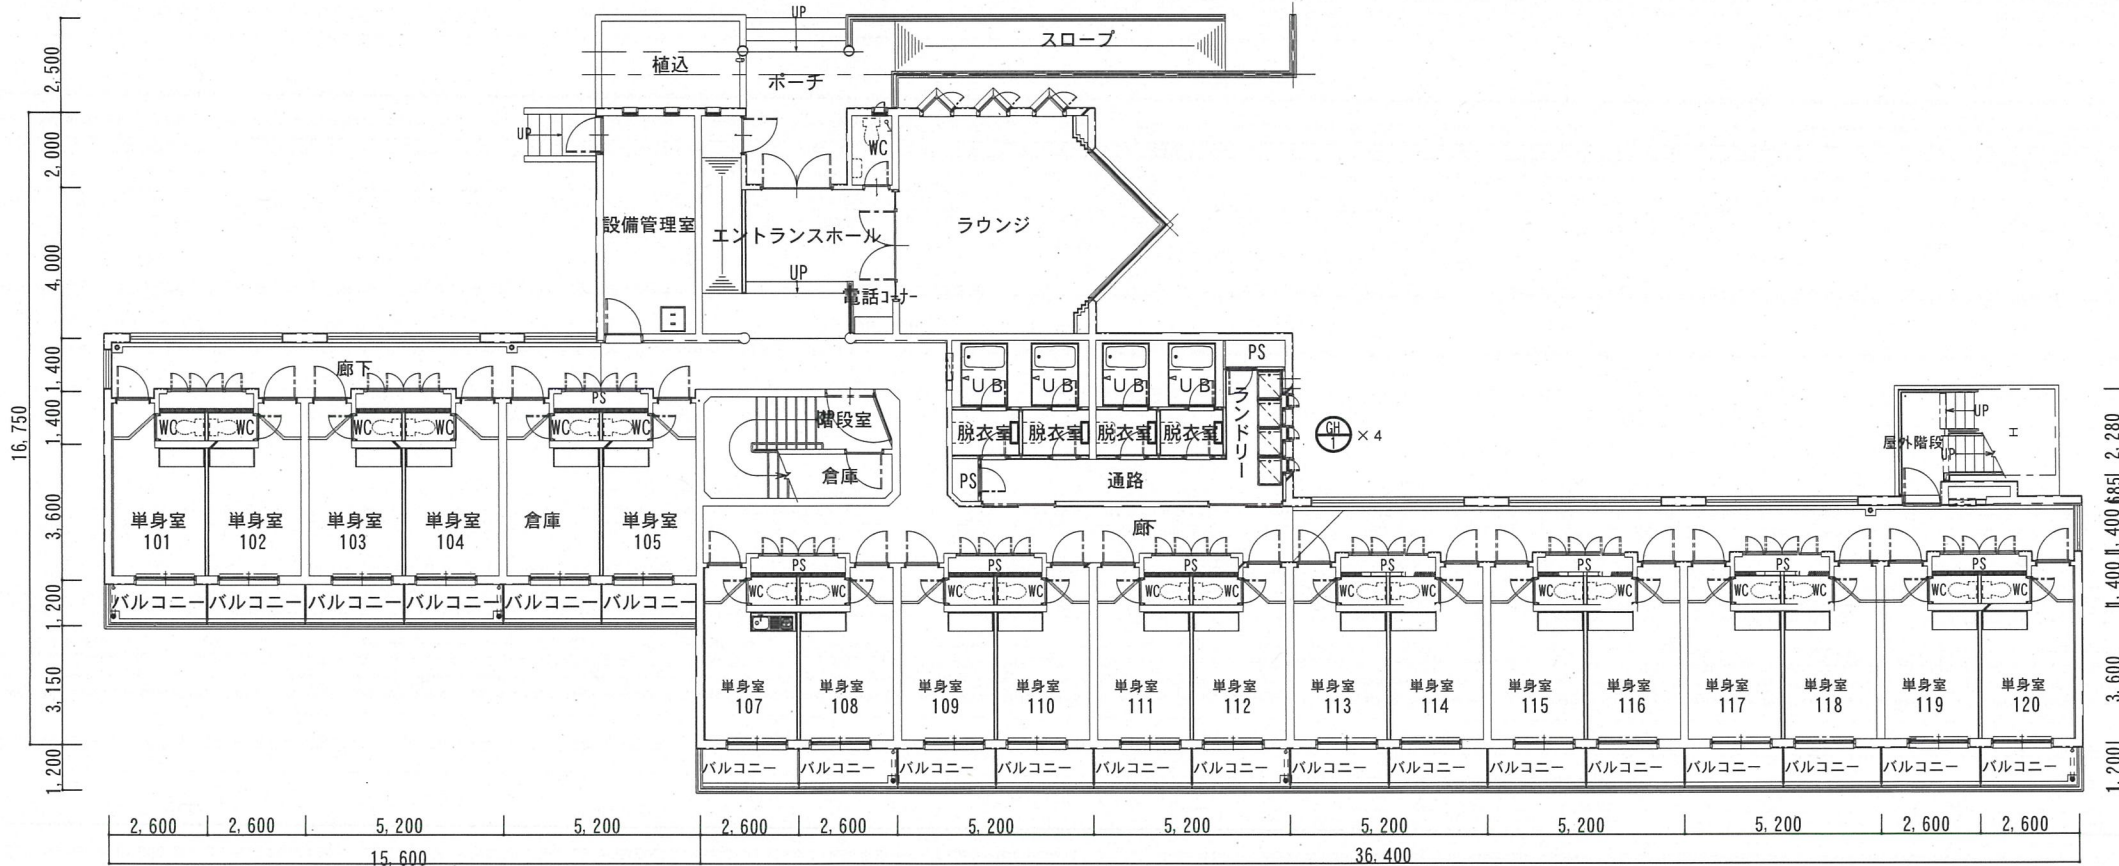 UP
スロープ
植込
ポーチ
2,500
UP
WC
2,000
設備管理室
エントランスホール
ラウンジ
UP
電話コーナー
4,000
廊下
1,400
PS
UB
UB
UB
UB
PS
ランドリー
WC
WC
WC
WC
WC
WC
階段室
倉庫
脱衣室
脱衣室
脱衣室
脱衣室
GH
1
×4
1,400
16,750
PS
通路
屋外階段
UP
UP
2,280
685
単身室
101
単身室
102
単身室
103
単身室
104
倉庫
単身室
105
3,600
廊下
1,400
バルコニー
バルコニー
バルコニー
バルコニー
バルコニー
バルコニー
1,200
PS
PS
PS
PS
PS
PS
PS
WC
WC
WC
WC
WC
WC
WC
WC
WC
WC
WC
WC
WC
WC
1,400
単身室
107
単身室
108
単身室
109
単身室
110
単身室
111
単身室
112
単身室
113
単身室
114
単身室
115
単身室
116
単身室
117
単身室
118
単身室
119
単身室
120
3,150
3,600
バルコニー
バルコニー
バルコニー
バルコニー
バルコニー
バルコニー
バルコニー
バルコニー
バルコニー
バルコニー
バルコニー
バルコニー
バルコニー
バルコニー
1,200
1,200
2,600
2,600
5,200
5,200
2,600
2,600
5,200
5,200
5,200
5,200
5,200
2,600
2,600
15,600
36,400